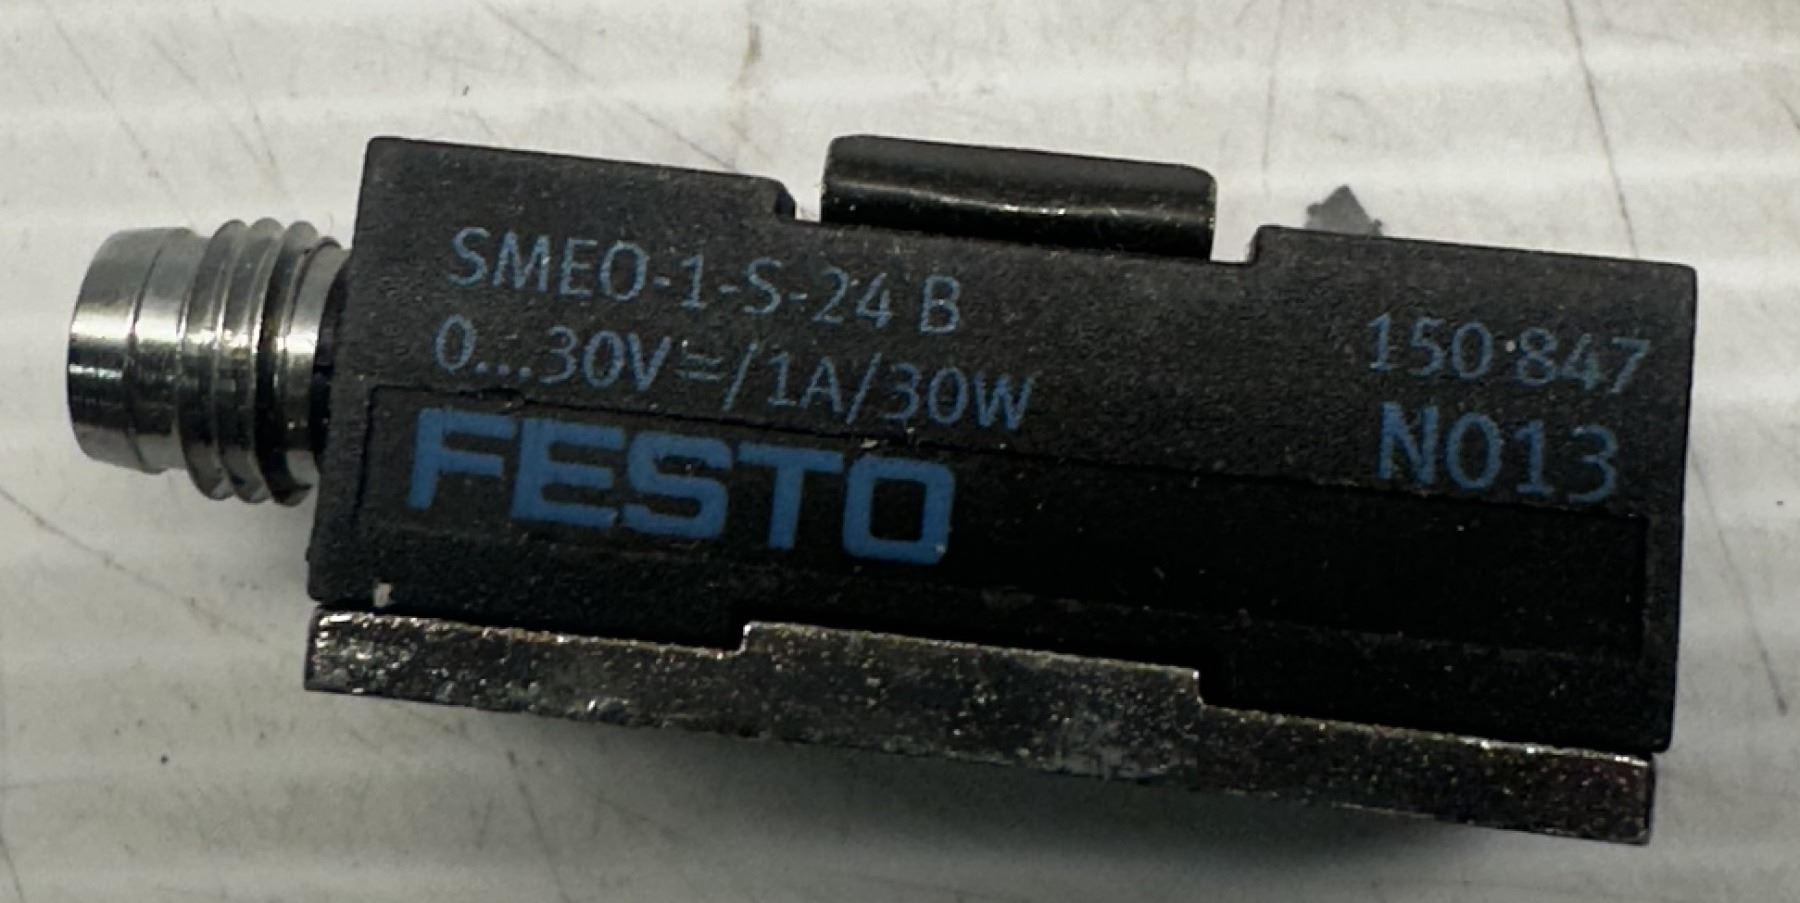 SMEO-1-S-24 B
0...30V≂/1A/30W
150 847
N013
FESTO